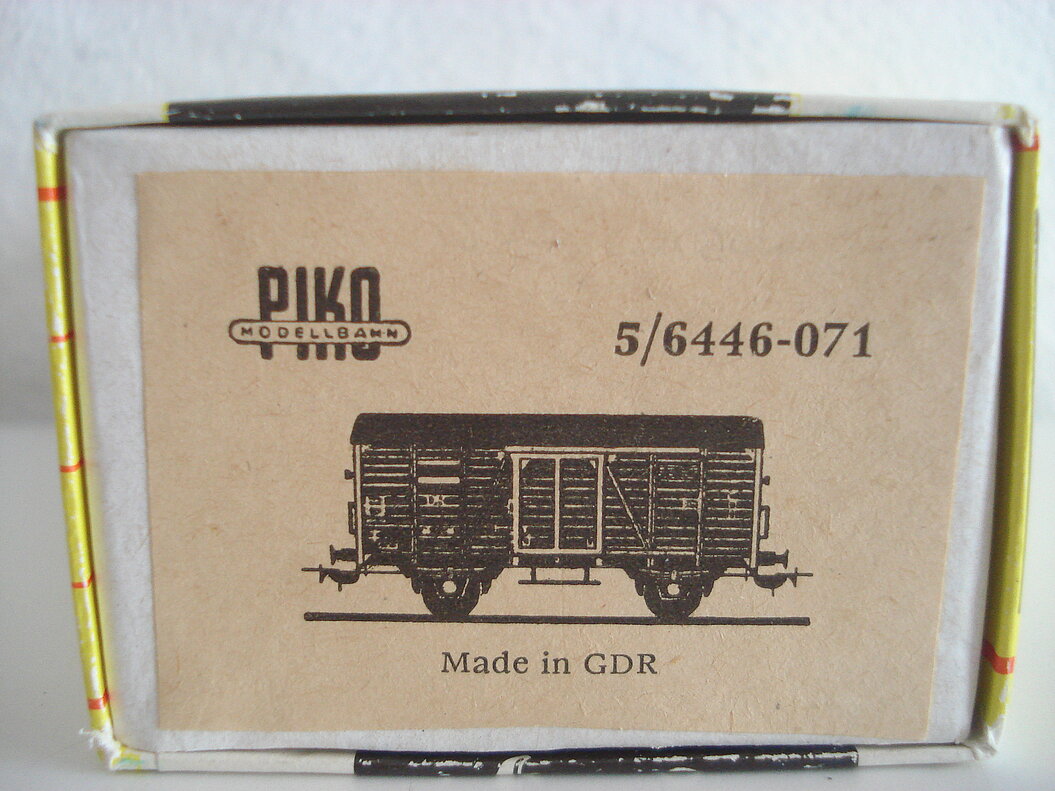 PIKO
MODELLBAHN
5/6446-071
Made in GDR